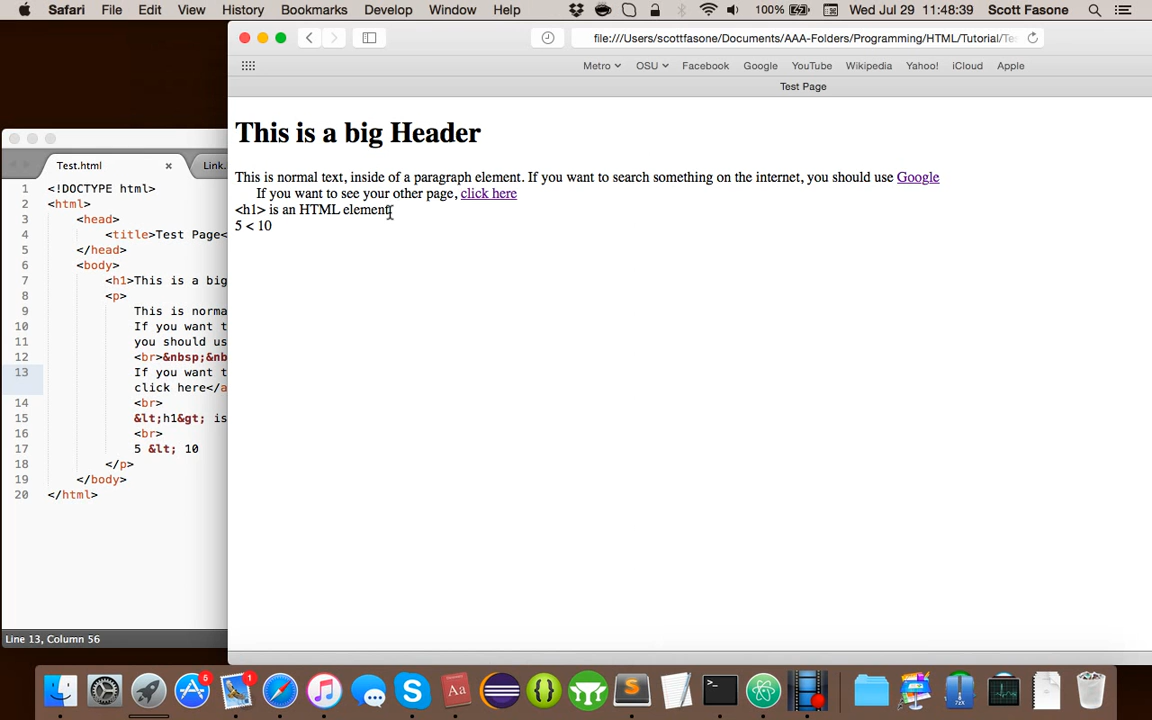 Safari File Edit View History Bookmarks Develop Window Help 100% Wed Jul 29 11:48:39 Scott Fasone
file:///Users/scottfasone/Documents/AAA-Folders/Programming/HTML/Tutorial/Te
Metro OSU Facebook Google YouTube Wikipedia Yahoo! iCloud Apple
Test Page
This is a big Header
This is normal text, inside of a paragraph element. If you want to search something on the internet, you should use Google
If you want to see your other page, click here
<h1> is an HTML element
5 < 10
Test.html × Link.
1 <!DOCTYPE html>
2 <html>
3 <head>
4 <title>Test Page<
5 </head>
6 <body>
7 <h1>This is a big
8 <p>
9 This is norma
10 If you want t
11 you should us
12 <br>&nbsp;&nb
13 If you want t
click here</a
14 <br>
15 &lt;h1&gt; is
16 <br>
17 5 &lt; 10
18 </p>
19 </body>
20 </html>
Line 13, Column 56
5
1
Aa
S
>_